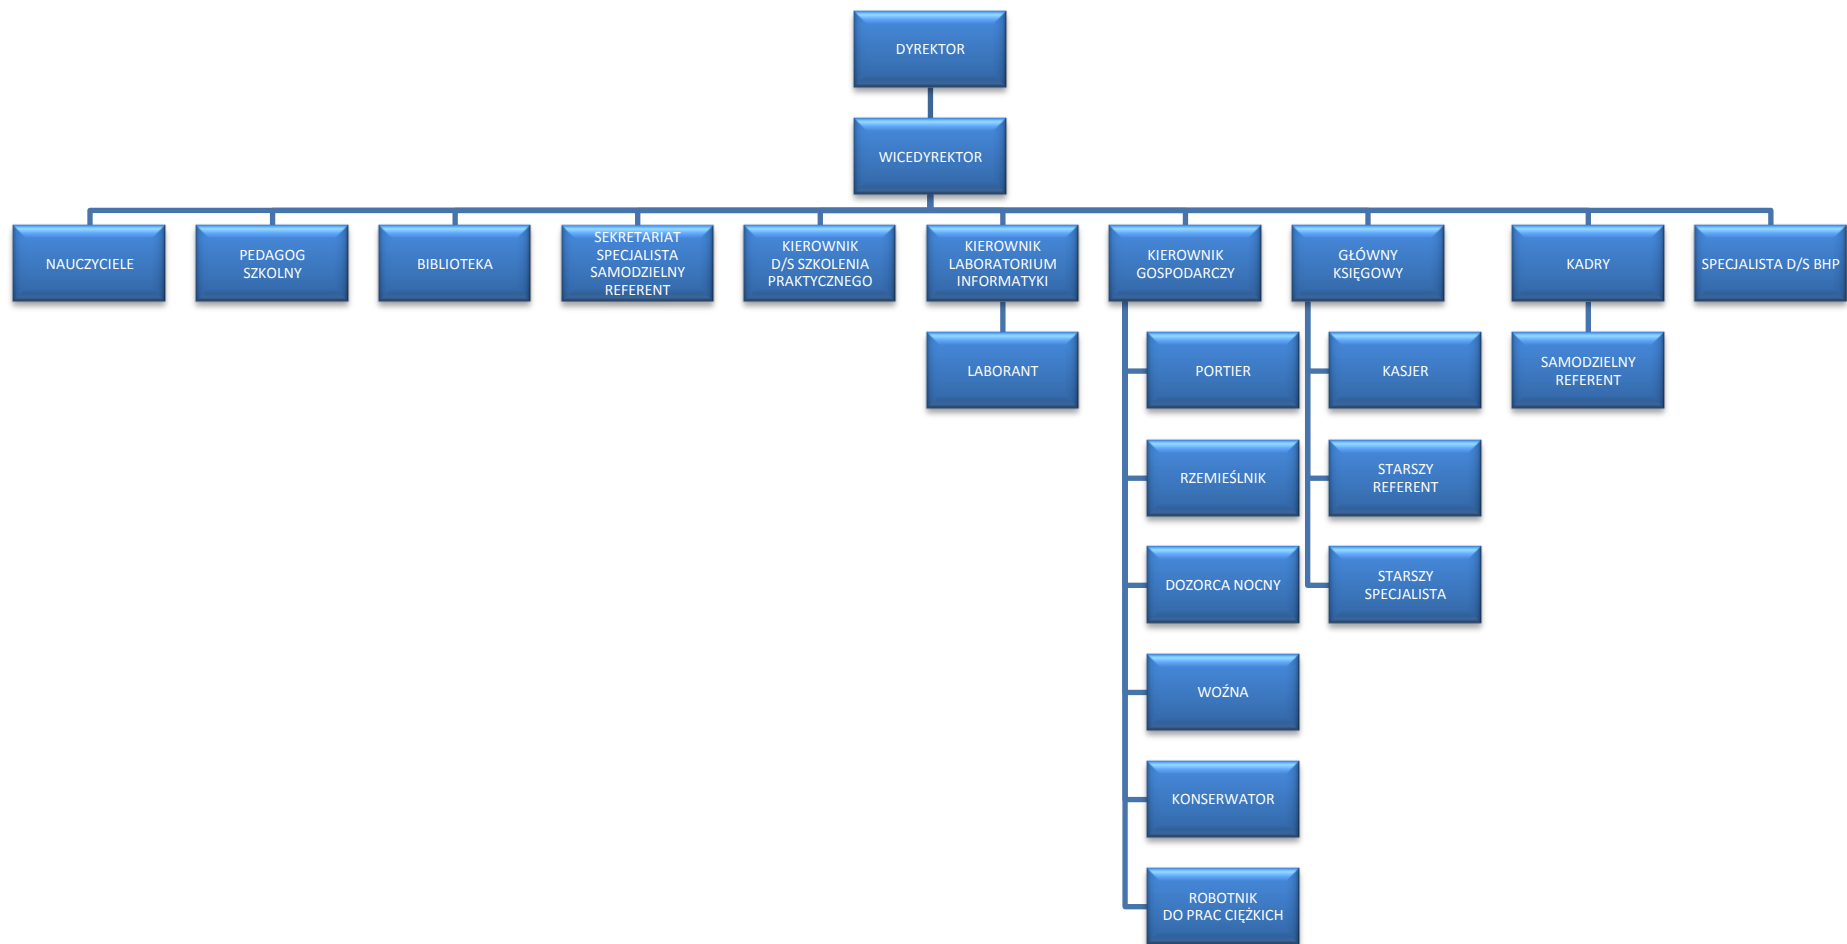 DYREKTOR
WICEDYREKTOR
NAUCZYCIELE
PEDAGOG
SZKOLNY
BIBLIOTEKA
SEKRETARIAT
SPECJALISTA
SAMODZIELNY
REFERENT
KIEROWNIK
D/S SZKOLENIA
PRAKTYCZNEGO
KIEROWNIK
LABORATORIUM
INFORMATYKI
KIEROWNIK
GOSPODARCZY
GŁÓWNY
KSIĘGOWY
KADRY
SPECJALISTA D/S BHP
LABORANT
PORTIER
KASJER
SAMODZIELNY
REFERENT
RZEMIEŚLNIK
STARSZY
REFERENT
DOZORCA NOCNY
STARSZY
SPECJALISTA
WOŹNA
KONSERWATOR
ROBOTNIK
DO PRAC CIĘŻKICH